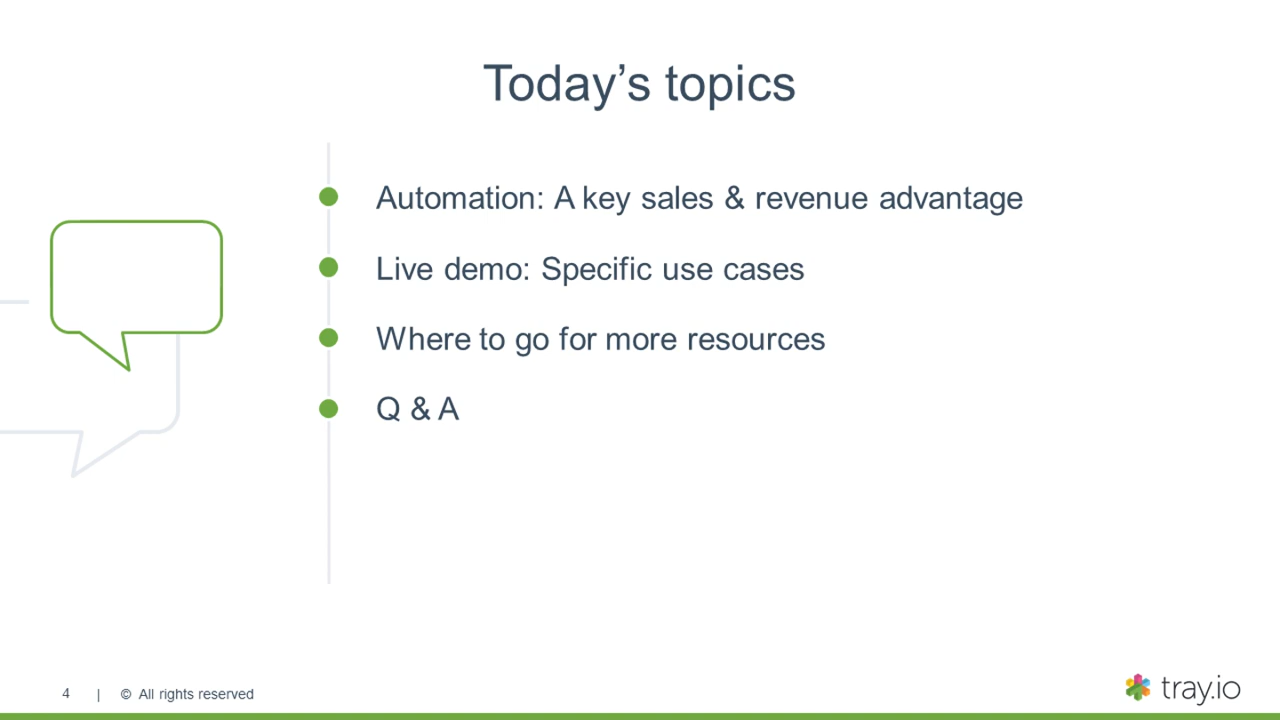 Today’s topics
Automation: A key sales & revenue advantage
Live demo: Specific use cases
Where to go for more resources
Q & A
4 | © All rights reserved
tray.io